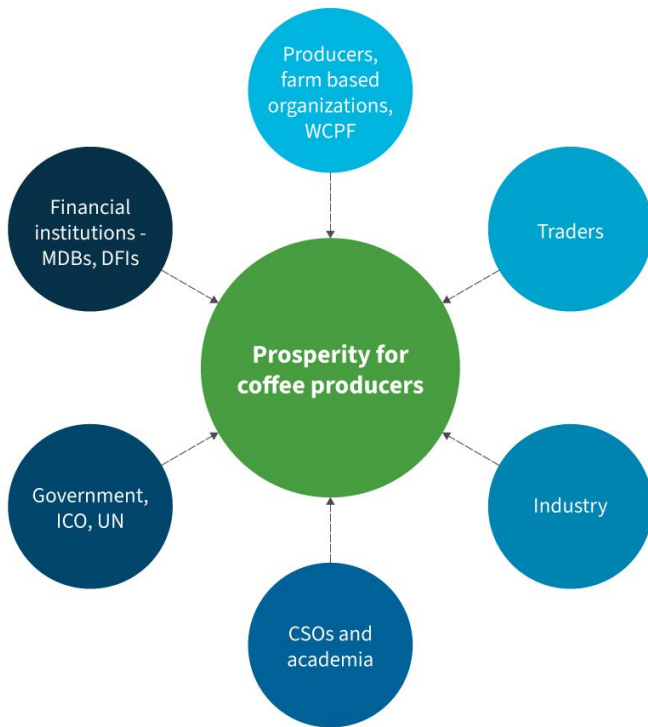 Producers,
farm based
organizations,
WCPF
Financial
institutions -
MDBs, DFIs
Traders
Prosperity for
coffee producers
Government,
ICO, UN
Industry
CSOs and
academia